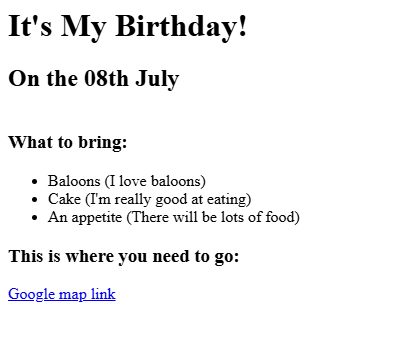 It's My Birthday!
On the 08th July
What to bring:
Baloons (I love baloons)
Cake (I'm really good at eating)
An appetite (There will be lots of food)
This is where you need to go:
Google map link